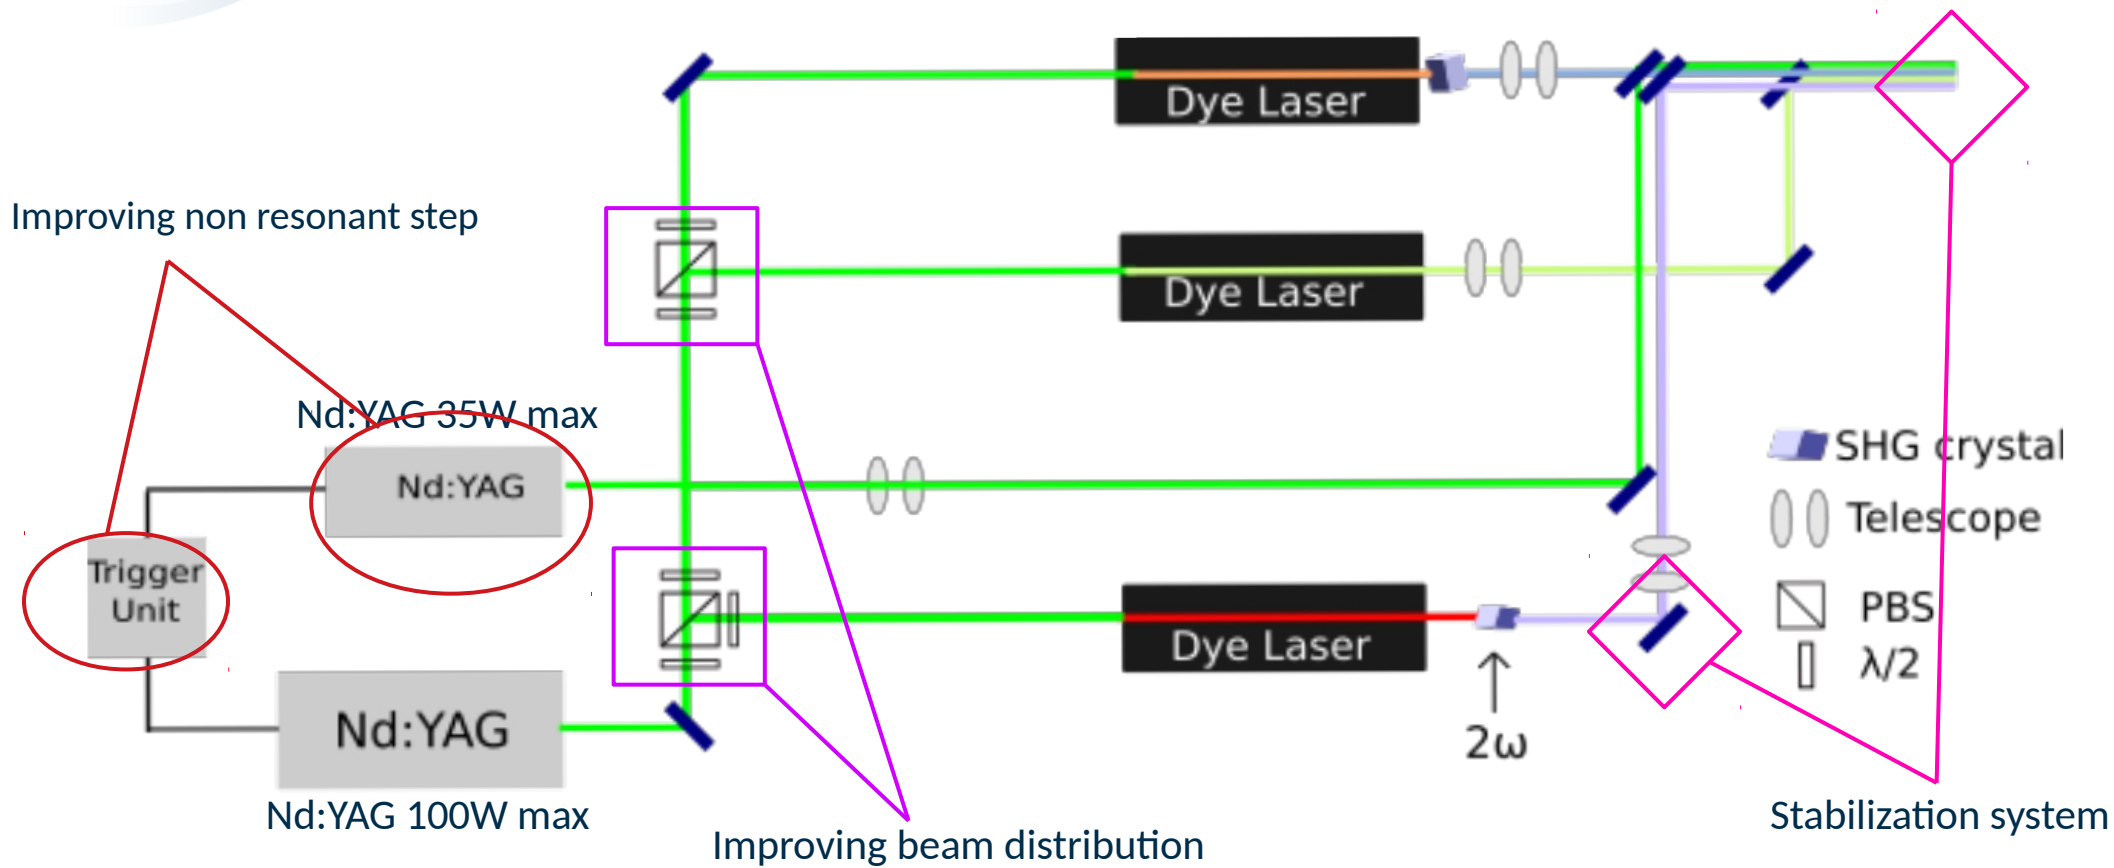 Dye Laser
Improving non resonant step
Dye Laser
Nd:YAG 35W max
Nd:YAG
SHG crystal
Telescope
Trigger
Unit
PBS
Dye Laser
λ/2
Nd:YAG
2ω
Nd:YAG 100W max
Stabilization system
Improving beam distribution